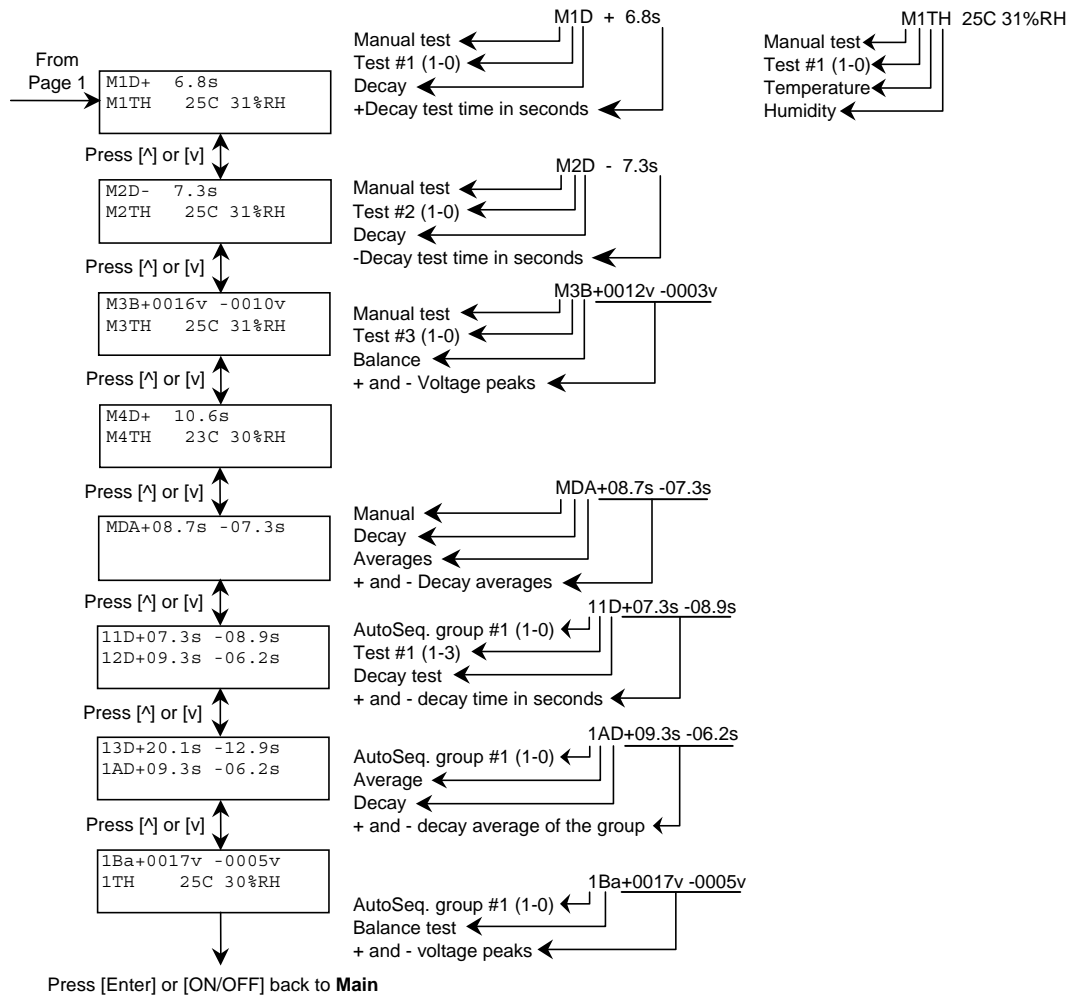 From
Page 1
M1D+ 6.8s
M1TH 25C 31%RH
M1D + 6.8s
Manual test
Test #1 (1-0)
Decay
+Decay test time in seconds
M1TH 25C 31%RH
Manual test
Test #1 (1-0)
Temperature
Humidity
Press [^] or [v]
M2D- 7.3s
M2TH 25C 31%RH
M2D - 7.3s
Manual test
Test #2 (1-0)
Decay
-Decay test time in seconds
Press [^] or [v]
M3B+0016v -0010v
M3TH 25C 31%RH
M3B+0012v -0003v
Manual test
Test #3 (1-0)
Balance
+ and - Voltage peaks
Press [^] or [v]
M4D+ 10.6s
M4TH 23C 30%RH
Press [^] or [v]
MDA+08.7s -07.3s
MDA+08.7s -07.3s
Manual
Decay
Averages
+ and - Decay averages
Press [^] or [v]
11D+07.3s -08.9s
12D+09.3s -06.2s
11D+07.3s -08.9s
AutoSeq. group #1 (1-0)
Test #1 (1-3)
Decay test
+ and - decay time in seconds
Press [^] or [v]
13D+20.1s -12.9s
1AD+09.3s -06.2s
1AD+09.3s -06.2s
AutoSeq. group #1 (1-0)
Average
Decay
+ and - decay average of the group
Press [^] or [v]
1Ba+0017v -0005v
1TH 25C 30%RH
1Ba+0017v -0005v
AutoSeq. group #1 (1-0)
Balance test
+ and - voltage peaks
Press [Enter] or [ON/OFF] back to Main